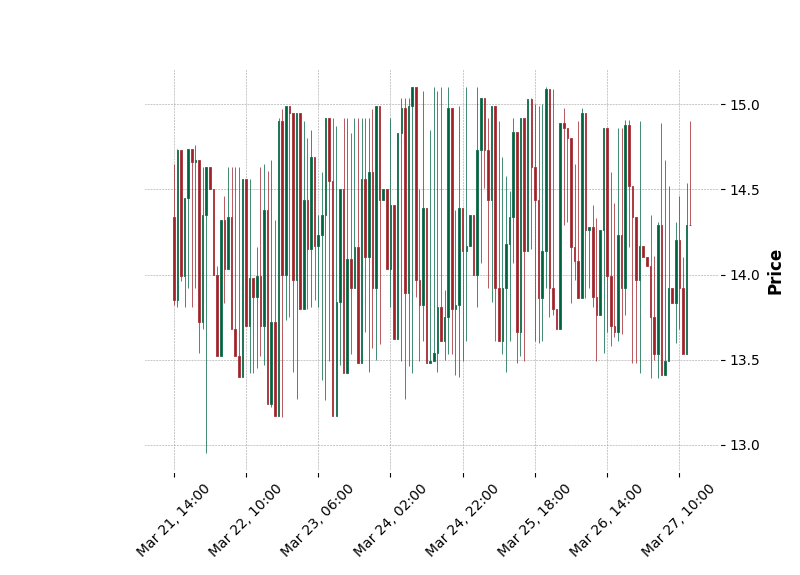 15.0
14.5
14.0
13.5
13.0
Price
Mar 21, 14:00
Mar 22, 10:00
Mar 23, 06:00
Mar 24, 02:00
Mar 24, 22:00
Mar 25, 18:00
Mar 26, 14:00
Mar 27, 10:00